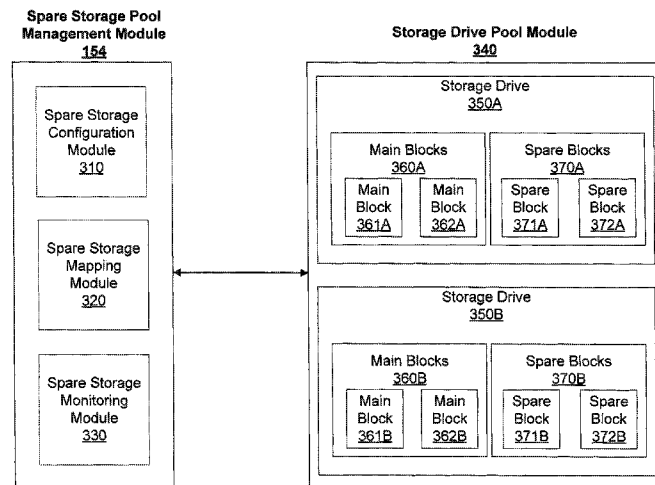 Spare Storage Pool
Management Module
154
Spare Storage
Configuration
Module
310
Spare Storage
Mapping
Module
320
Spare Storage
Monitoring
Module
330
Storage Drive Pool Module
340
Storage Drive
350A
Main Blocks
360A
Main
Block
361A
Main
Block
362A
Spare Blocks
370A
Spare
Block
371A
Spare
Block
372A
Storage Drive
350B
Main Blocks
360B
Main
Block
361B
Main
Block
362B
Spare Blocks
370B
Spare
Block
371B
Spare
Block
372B